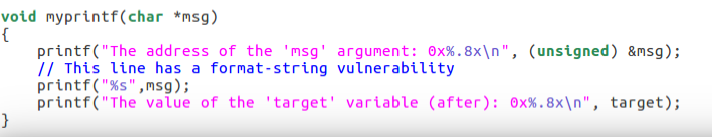 void myprintf(char *msg)
{
    printf("The address of the 'msg' argument: 0x%.8x\n", (unsigned) &msg);
    // This line has a format-string vulnerability
    printf("%s",msg);
    printf("The value of the 'target' variable (after): 0x%.8x\n", target);
}